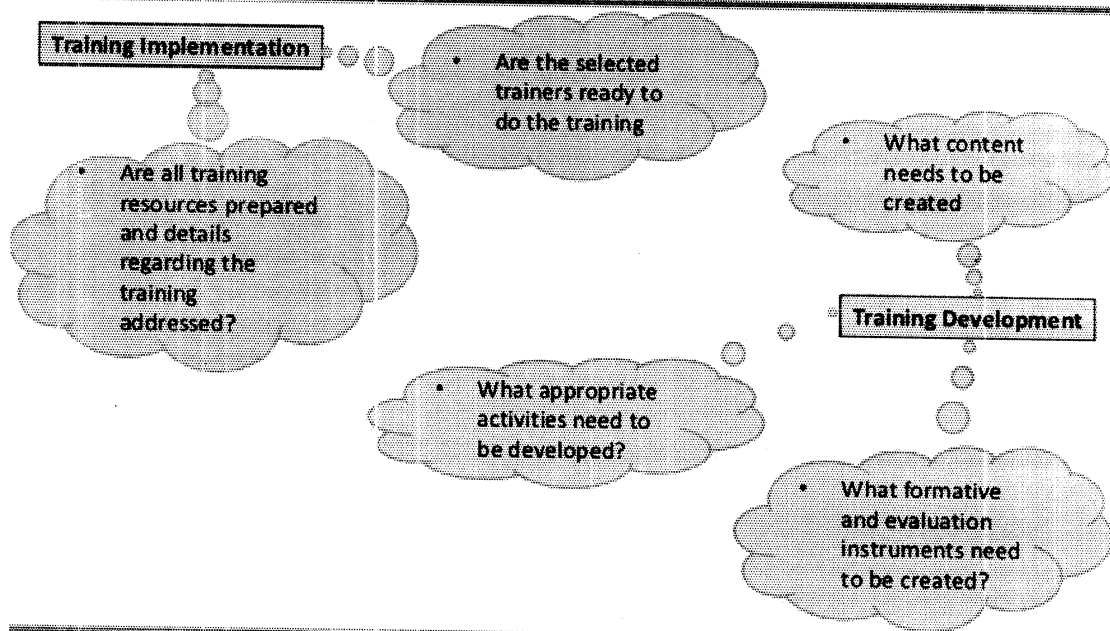 Training Implementation
• Are the selected
trainers ready to
do the training
• Are all training
resources prepared
and details
regarding the
training
addressed?
• What content
needs to be
created
Training Development
• What appropriate
activities need to
be developed?
• What formative
and evaluation
instruments need
to be created?